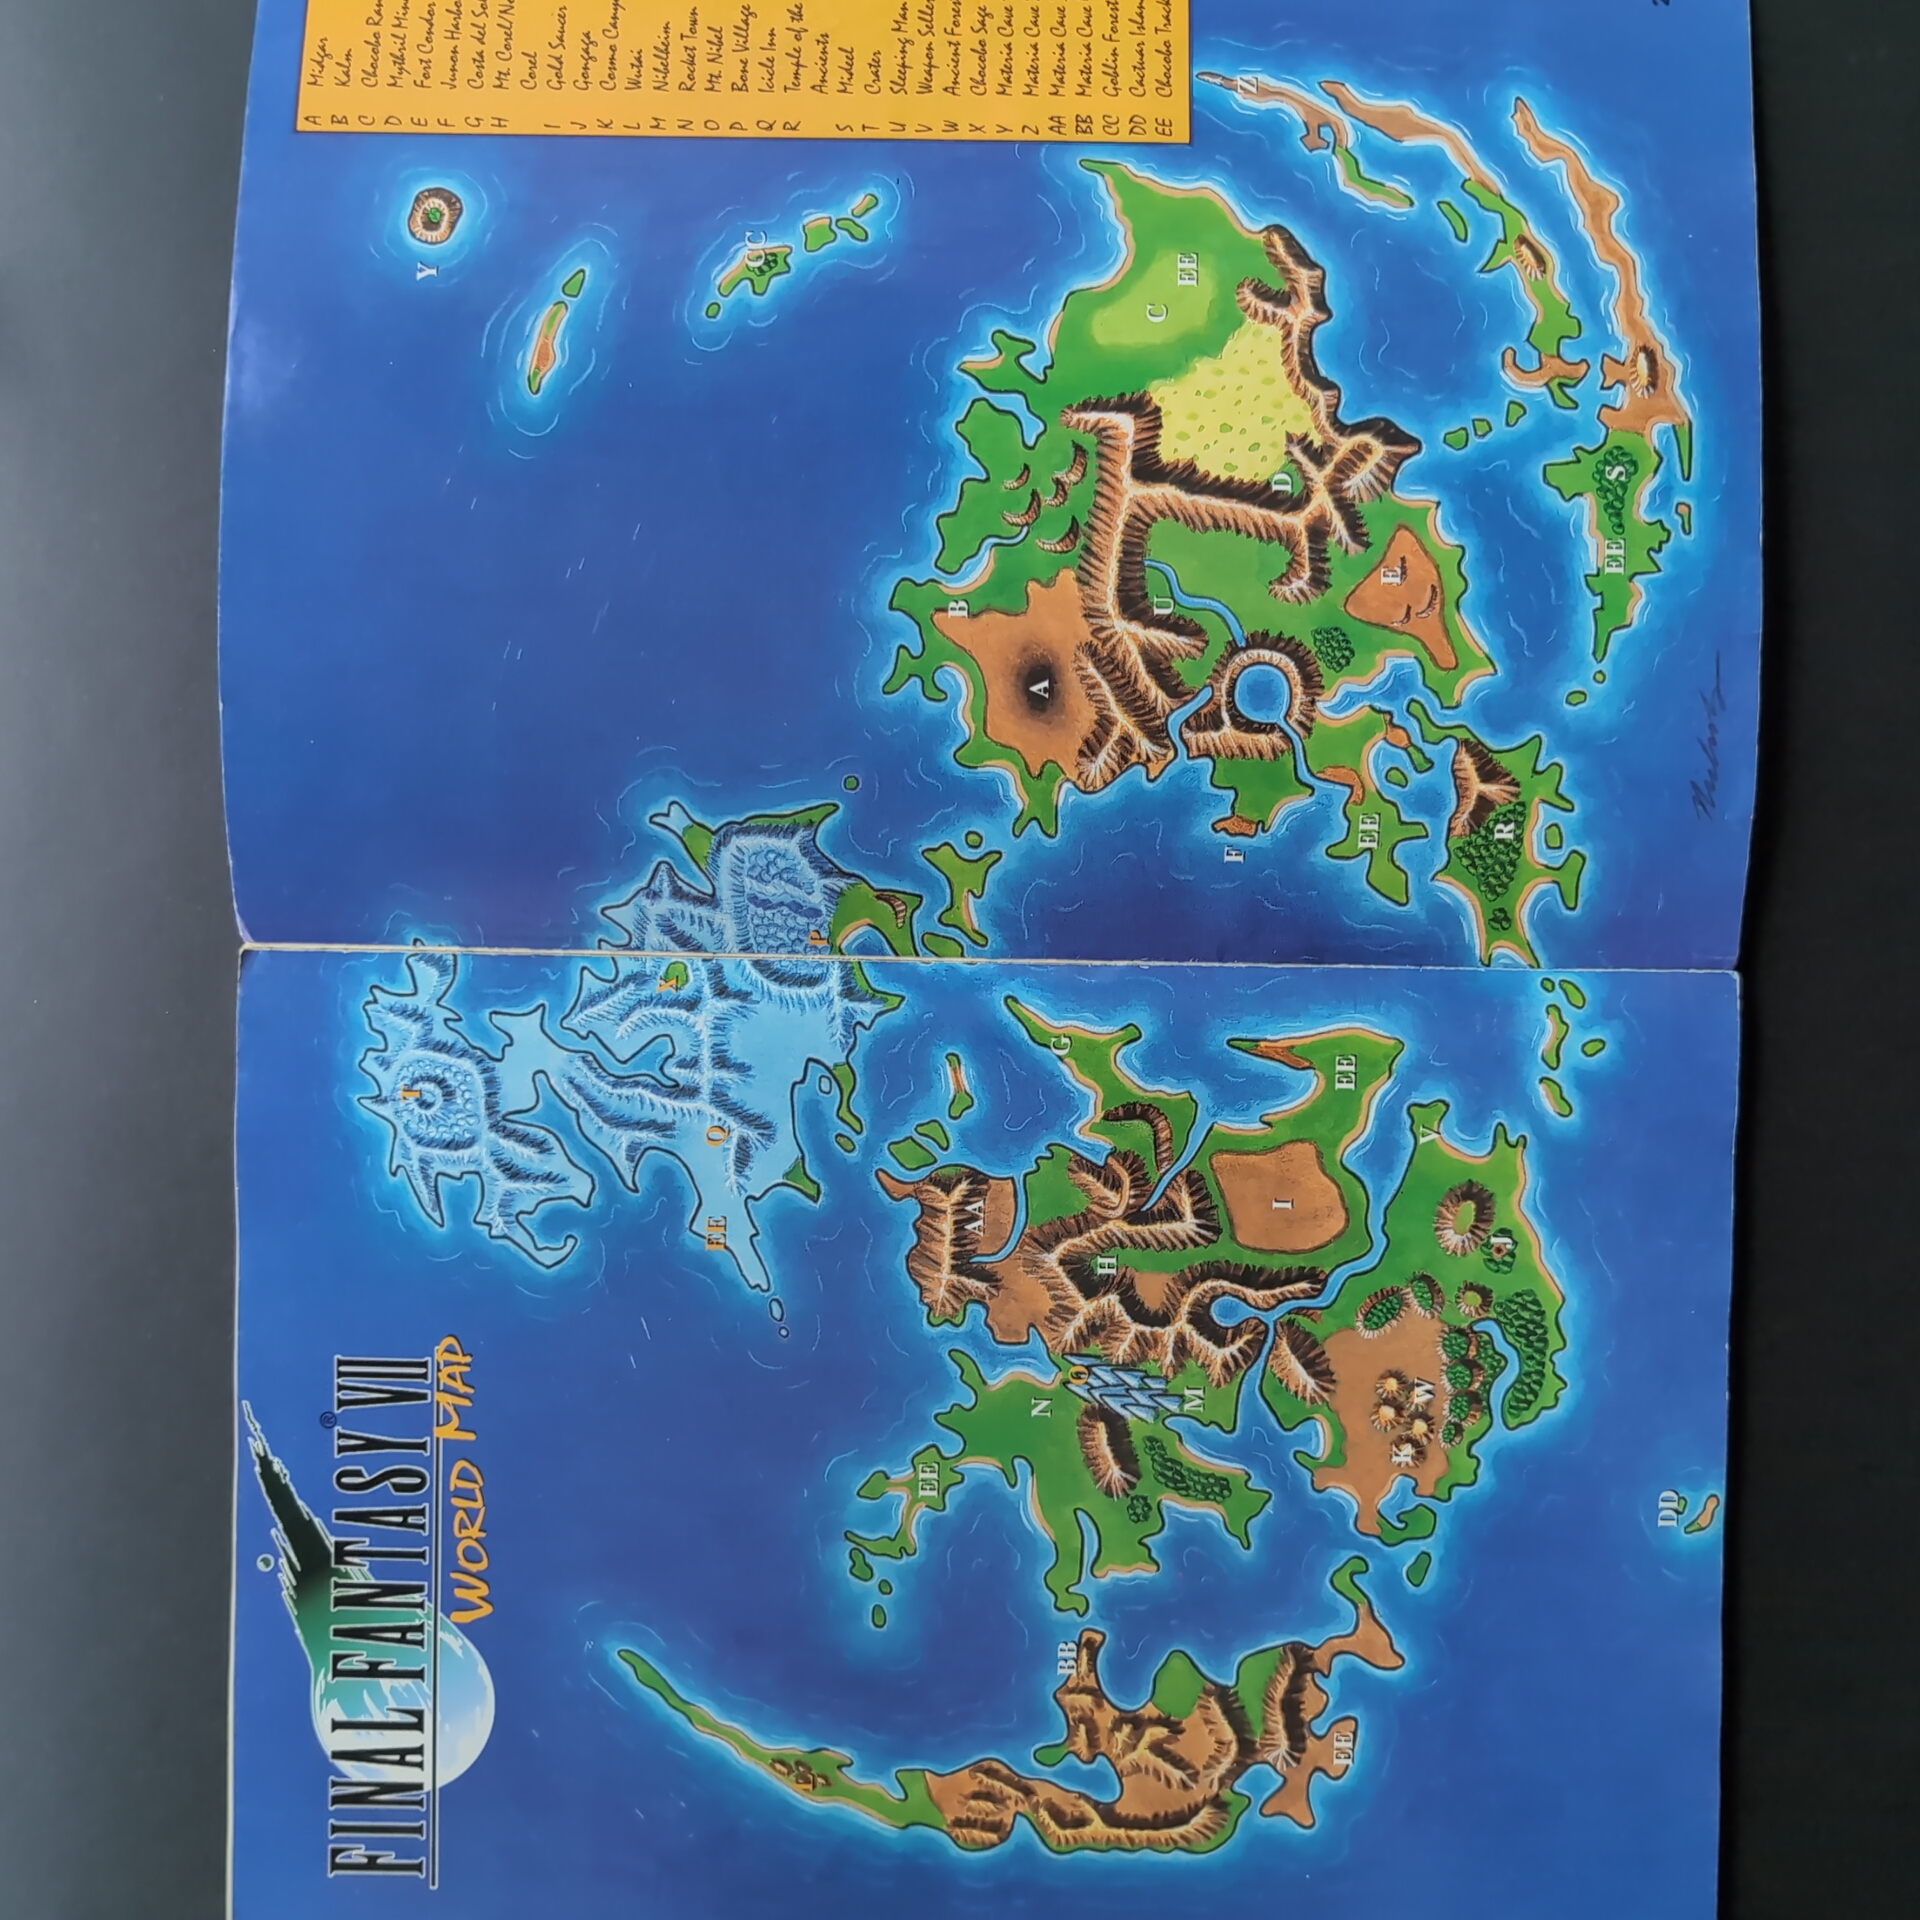 FINAL FANTASY® VII
WORLD MAP
T
X
EE
Q
P
L
EE
AA
N
O
BB
G
H
M
I
EE
EE
K
W
V
J
DD
Y
CC
B
A
C
U
EE
F
Z
D
EE
E
R
EE
S
A Midgar
B Kalm
C Chocobo Ran
D Mythril Min
E Fort Condor
F Junon Harbo
G Costa del So
H Mt. Corel/No
Corel
I Gold Saucer
J Gongaga
K Cosmo Cany
L Wutai
M Nibelheim
N Rocket Town
O Mt. Nibel
P Bone Village
Q Icicle Inn
R Temple of the
Ancients
S Mideel
T Crater
U Sleeping Man
V Weapon Selle
W Ancient Fores
X Chocobo Sage
Y Materia Cave
Z Materia Cave
AA Materia Cave
BB Materia Cave
CC Goblin Forest
DD Cactuar Islan
EE Chocobo Track